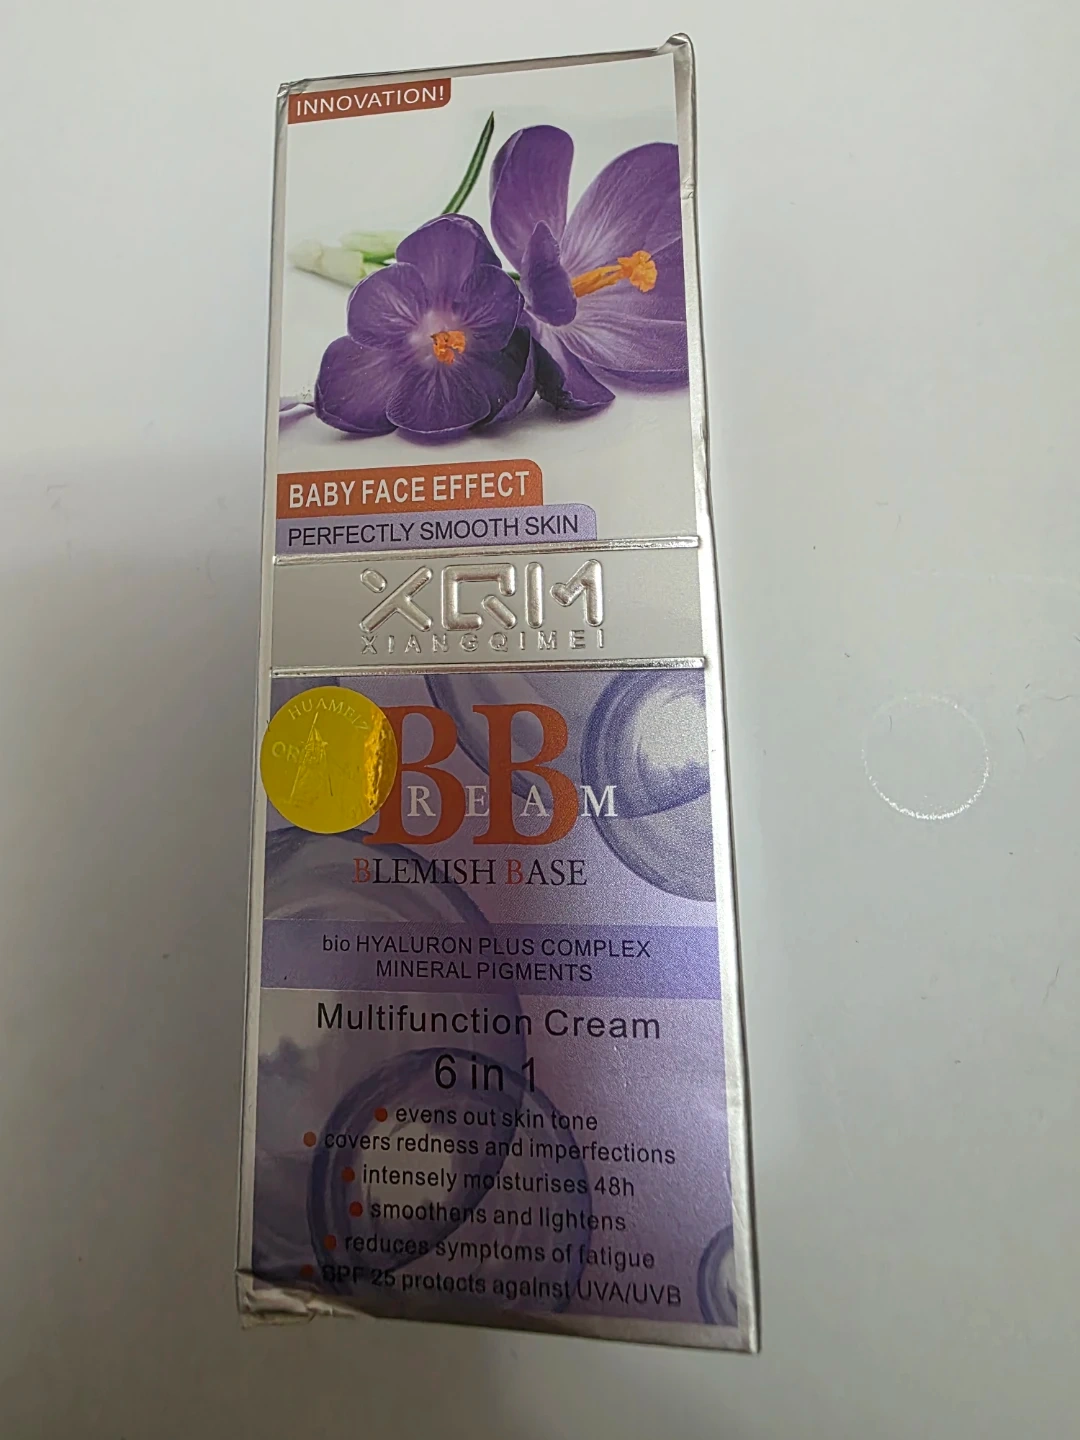 INNOVATION!
BABY FACE EFFECT
PERFECTLY SMOOTH SKIN
XQM
XIANGQIMEI
BB
REAM
BLEMISH BASE
bio HYALURON PLUS COMPLEX
MINERAL PIGMENTS
Multifunction Cream
6 in 1
evens out skin tone
covers redness and imperfections
intensely moisturises 48h
smoothens and lightens
reduces symptoms of fatigue
SPF 25 protects against UVA/UVB